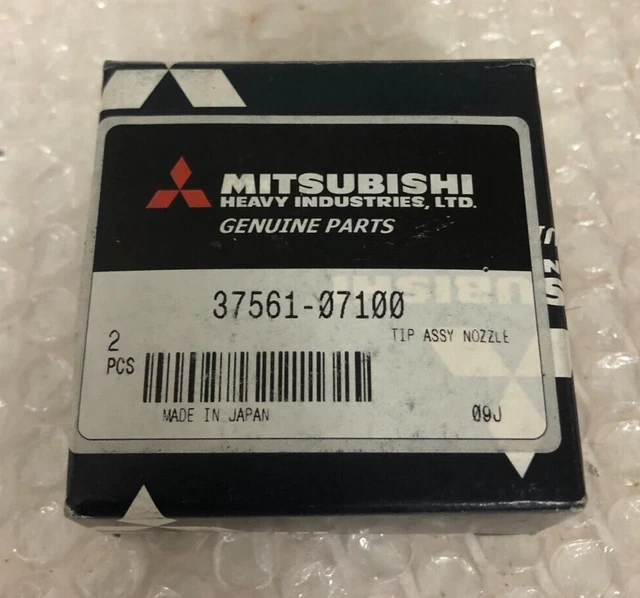 MITSUBISHI
HEAVY INDUSTRIES, LTD.
GENUINE PARTS
37561-07100
TIP ASSY NOZZLE
2
PCS
MADE IN JAPAN
09J